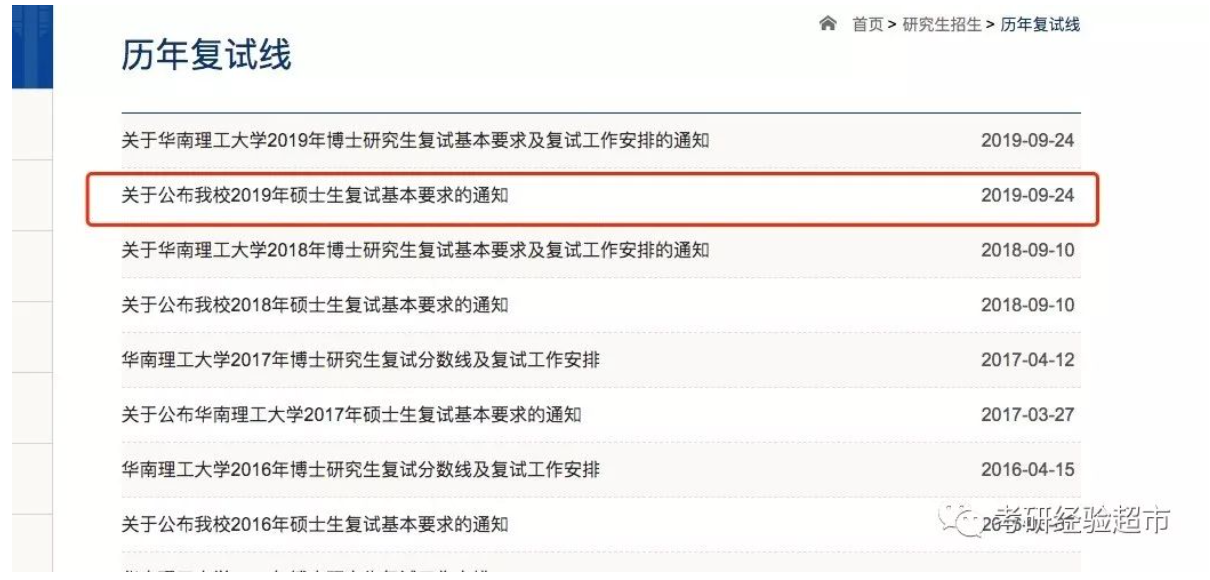 首页 > 研究生招生 > 历年复试线
历年复试线
关于华南理工大学2019年博士研究生复试基本要求及复试工作安排的通知 2019-09-24
关于公布我校2019年硕士生复试基本要求的通知 2019-09-24
关于华南理工大学2018年博士研究生复试基本要求及复试工作安排的通知 2018-09-10
关于公布我校2018年硕士生复试基本要求的通知 2018-09-10
华南理工大学2017年博士研究生复试分数线及复试工作安排 2017-04-12
关于公布华南理工大学2017年硕士生复试基本要求的通知 2017-03-27
华南理工大学2016年博士研究生复试分数线及复试工作安排 2016-04-15
关于公布我校2016年硕士生复试基本要求的通知
考研经验超市